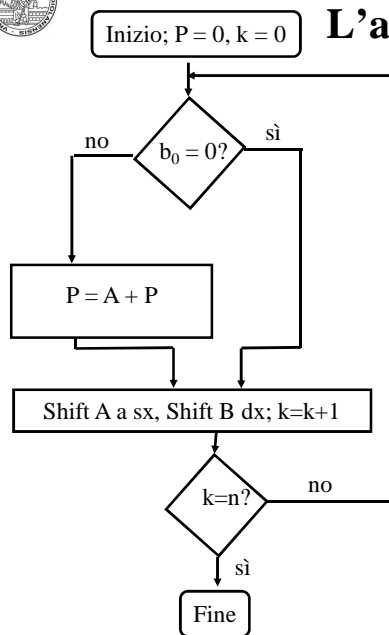 L'a
Inizio; P = 0, k = 0
b₀ = 0?
no
sì
P = A + P
Shift A a sx, Shift B dx; k=k+1
k=n?
no
sì
Fine